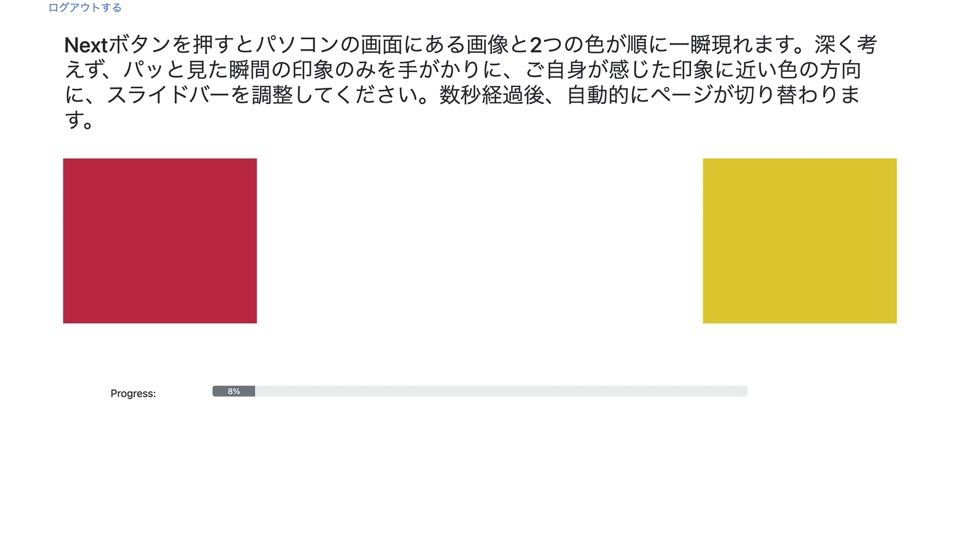 ログアウトする
Nextボタンを押すとパソコンの画面にある画像と2つの色が順に一瞬現れます。深く考
えず、パッと見た瞬間の印象のみを手がかりに、ご自身が感じた印象に近い色の方向
に、スライドバーを調整してください。数秒経過後、自動的にページが切り替わりま
す。
Progress:
8%